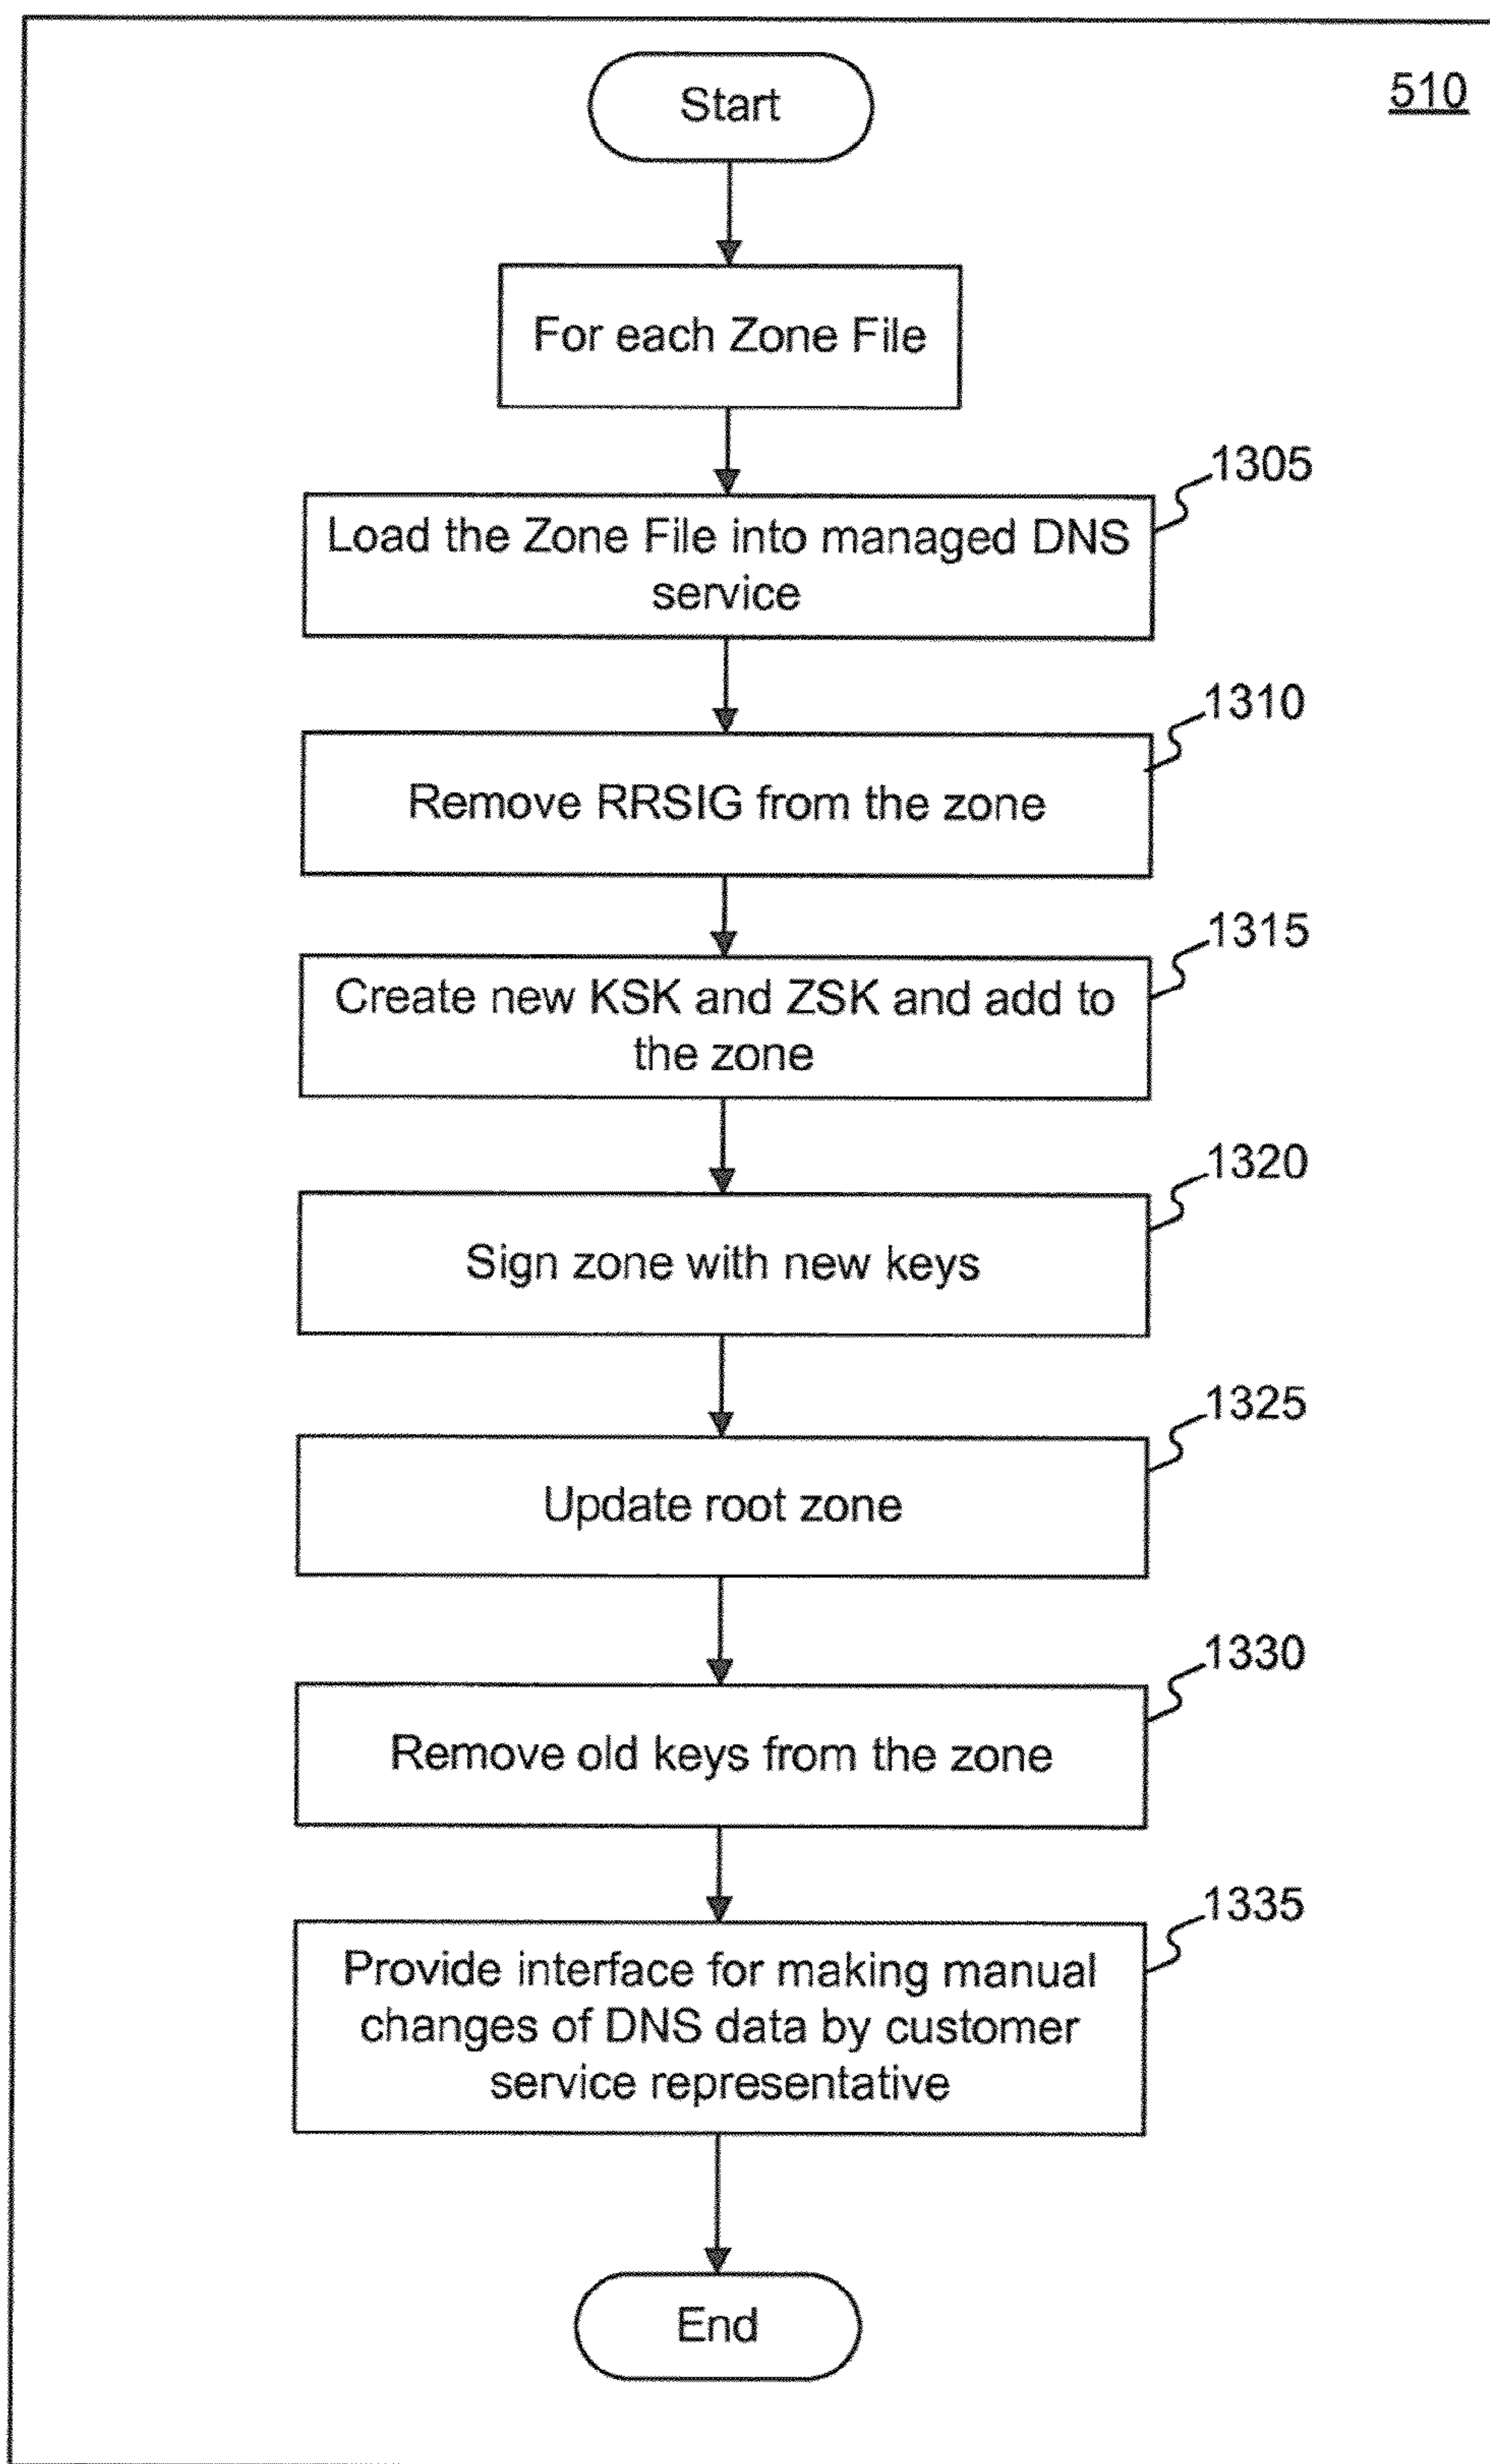 510
Start
For each Zone File
1305
Load the Zone File into managed DNS
service
1310
Remove RRSIG from the zone
1315
Create new KSK and ZSK and add to
the zone
1320
Sign zone with new keys
1325
Update root zone
1330
Remove old keys from the zone
1335
Provide interface for making manual
changes of DNS data by customer
service representative
End